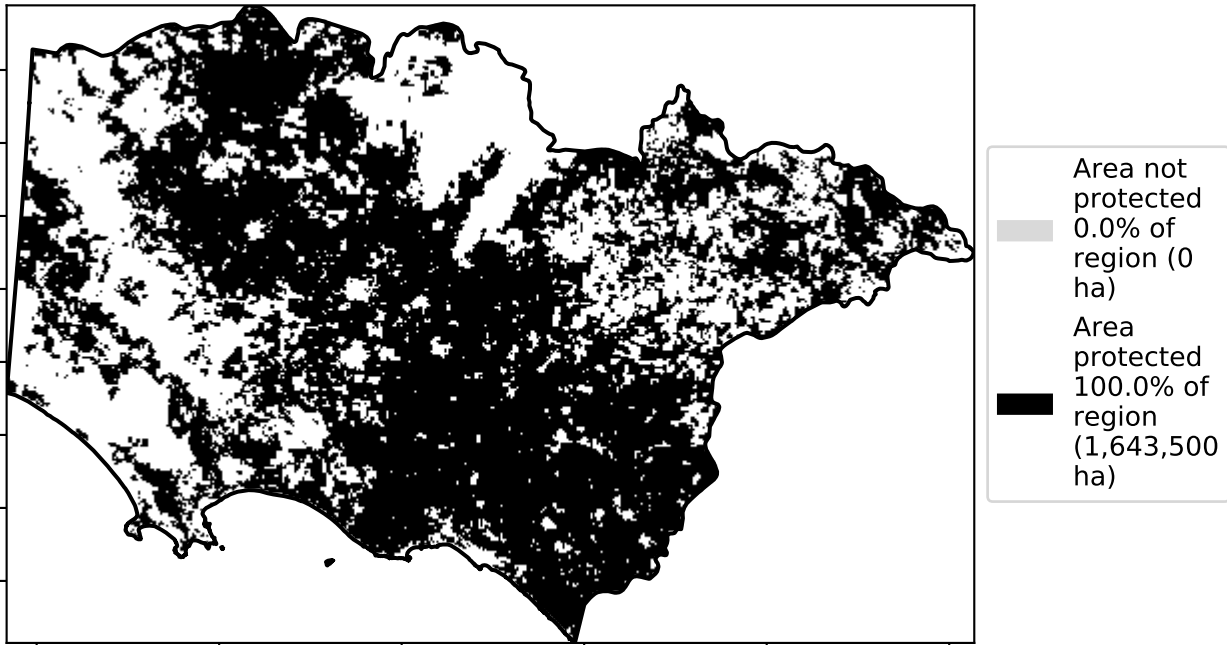 Area not
protected
0.0% of
region (0
ha)
Area
protected
100.0% of
region
(1,643,500
ha)